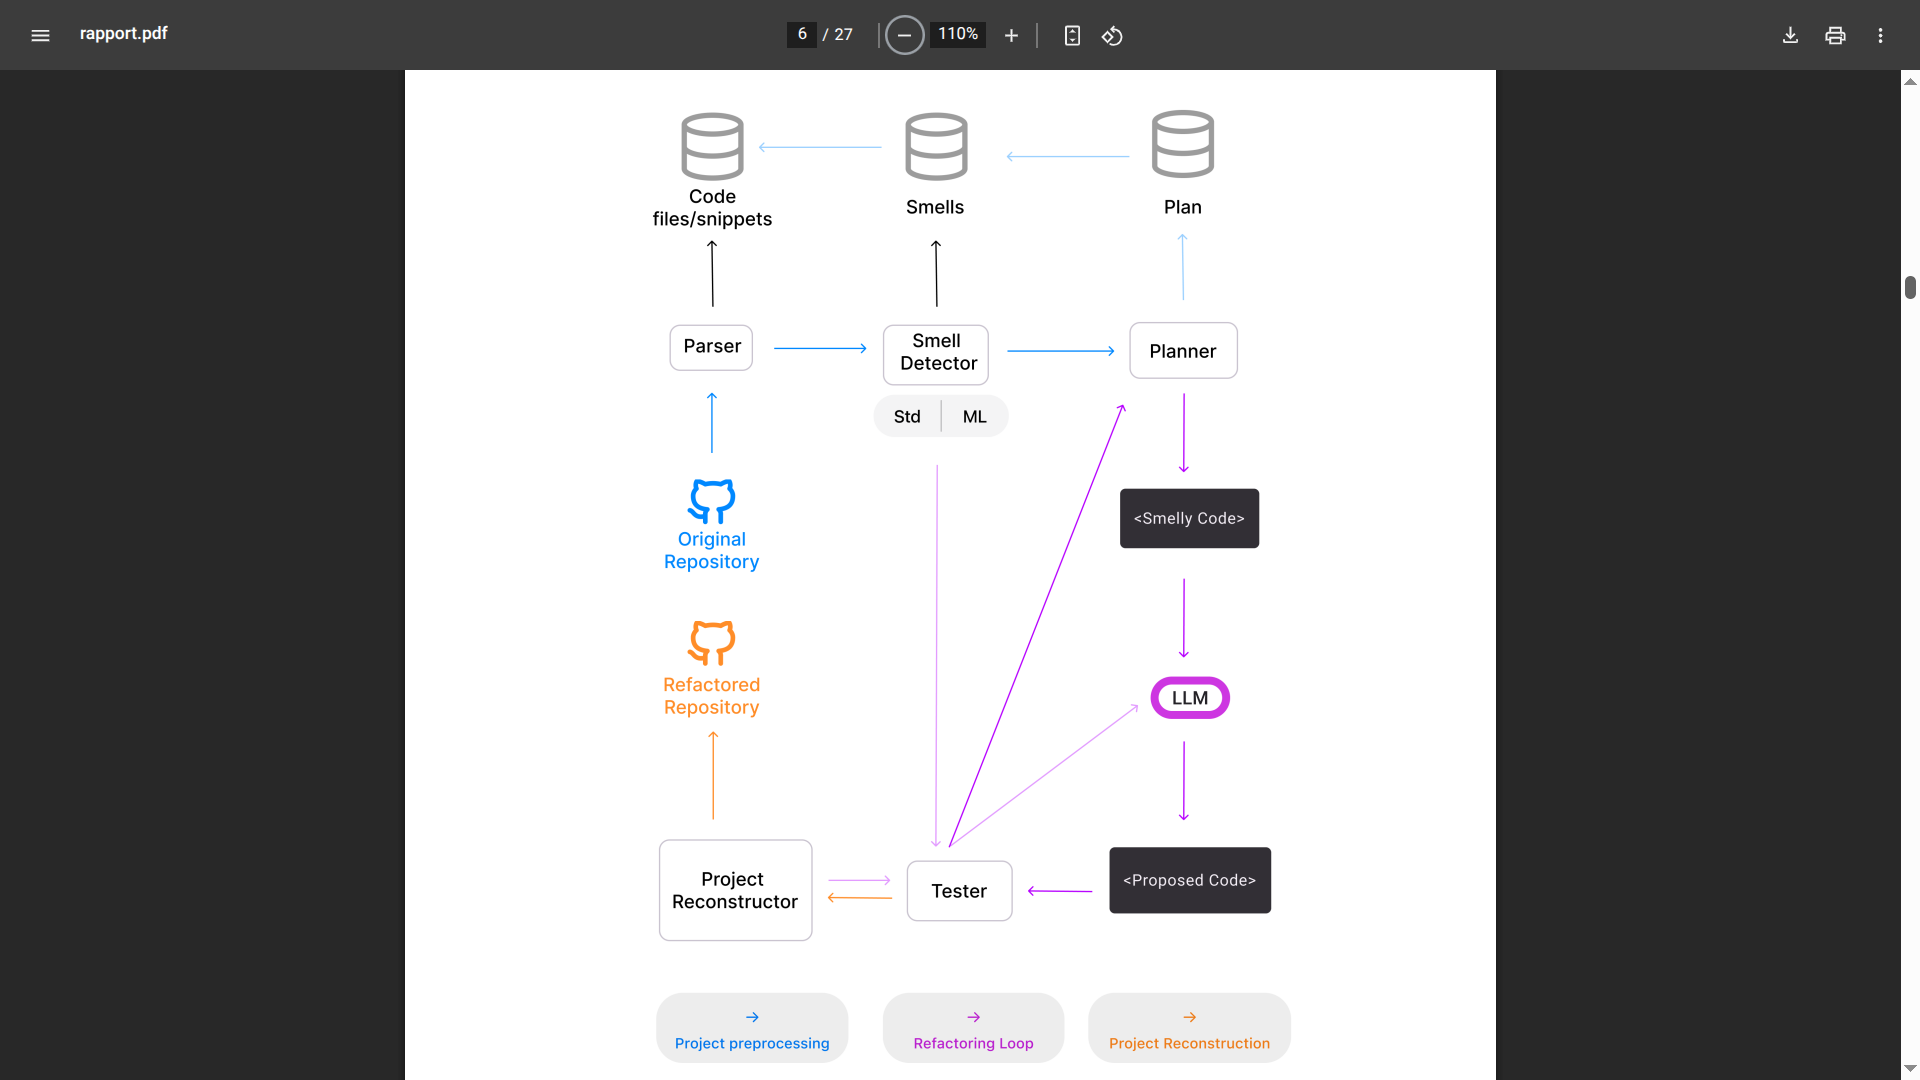 rapport.pdf
6 / 27
110%
Code
files/snippets
Smells
Plan
Parser
Smell
Detector
Planner
Std
ML
<Smelly Code>
Original
Repository
Refactored
Repository
LLM
Project
Reconstructor
Tester
<Proposed Code>
Project preprocessing
Refactoring Loop
Project Reconstruction